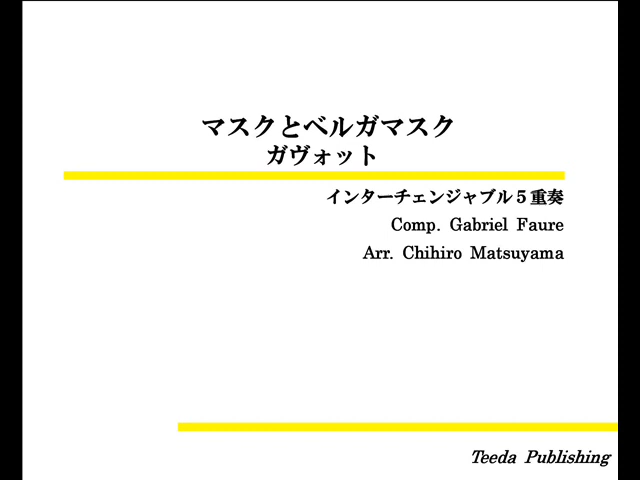 マスクとベルガマスク
ガヴォット
インターチェンジャブル５重奏
Comp. Gabriel Faure
Arr. Chihiro Matsuyama
Teeda Publishing